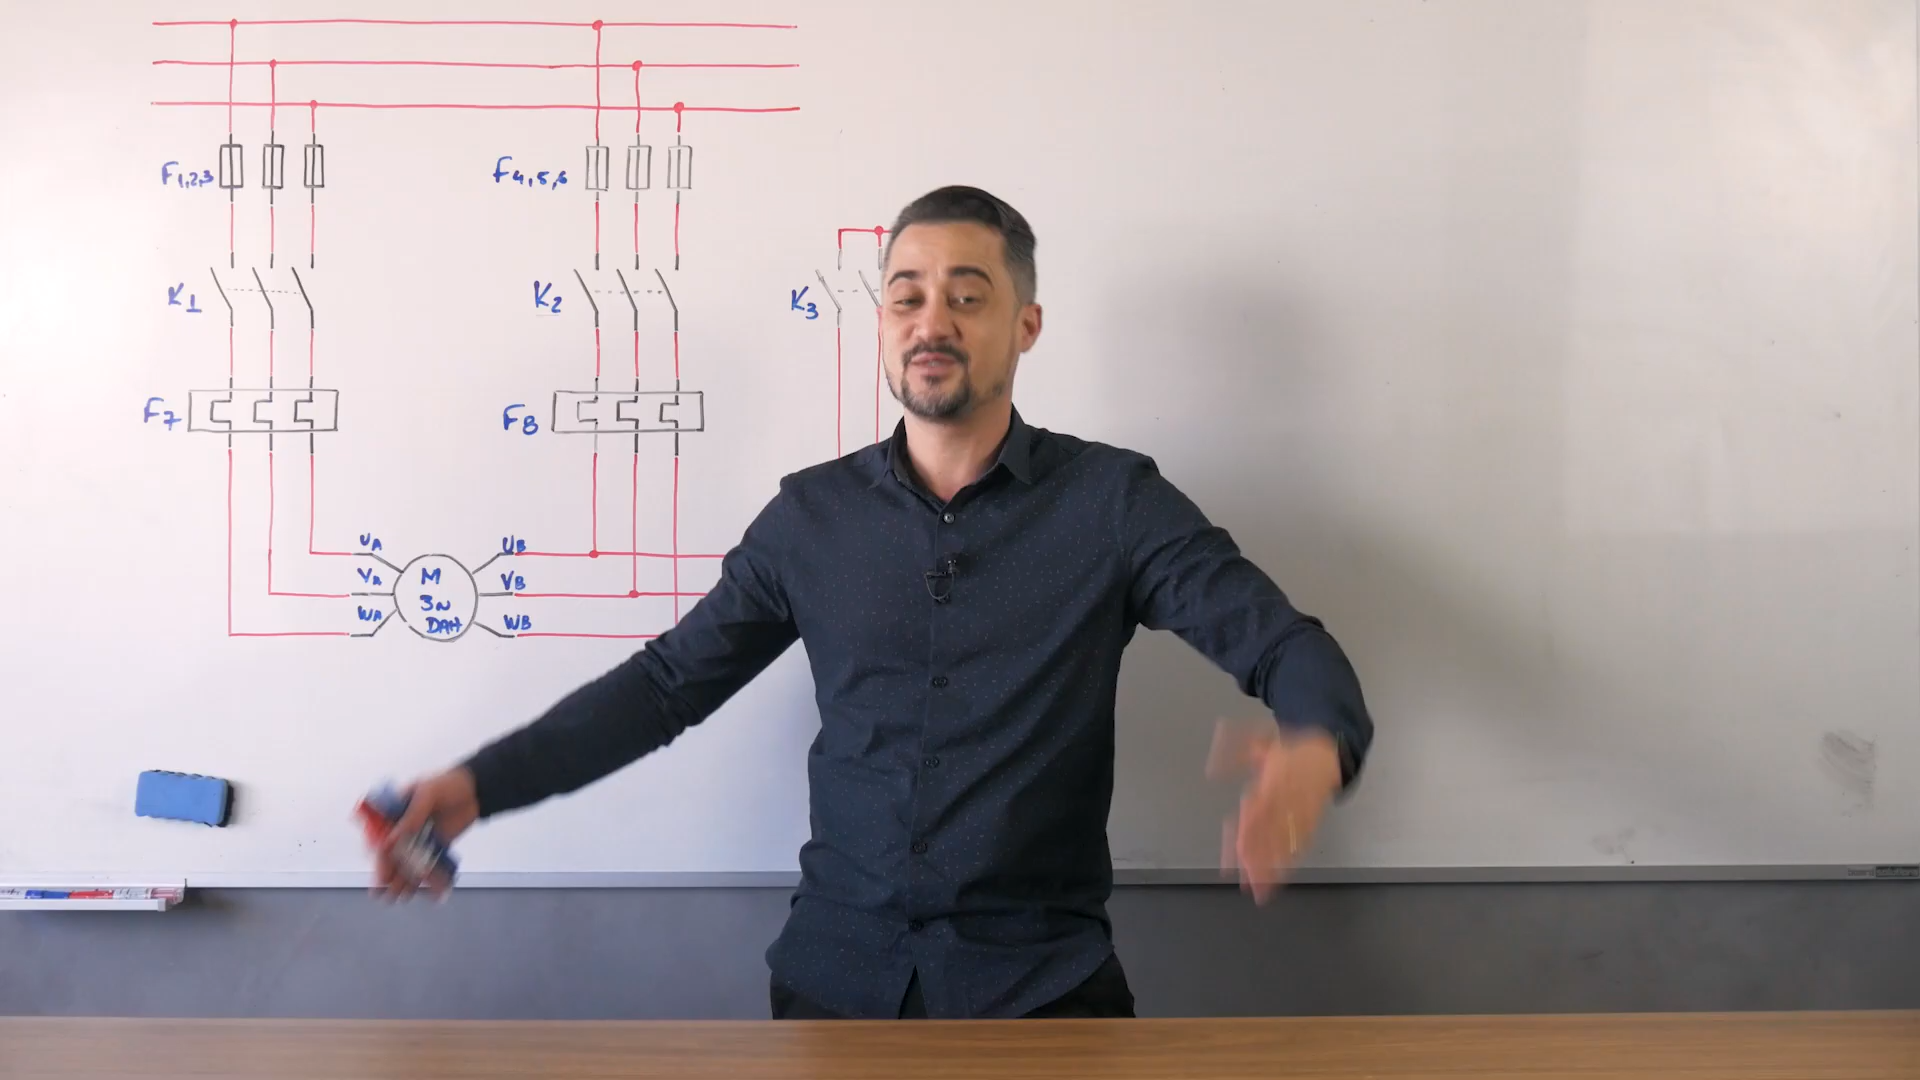 F1,2,3
F4,5,6
K1
K2
K3
F7
F8
UA
VA
WA
M
3~
DAH
UB
VB
WB
boardsolutions